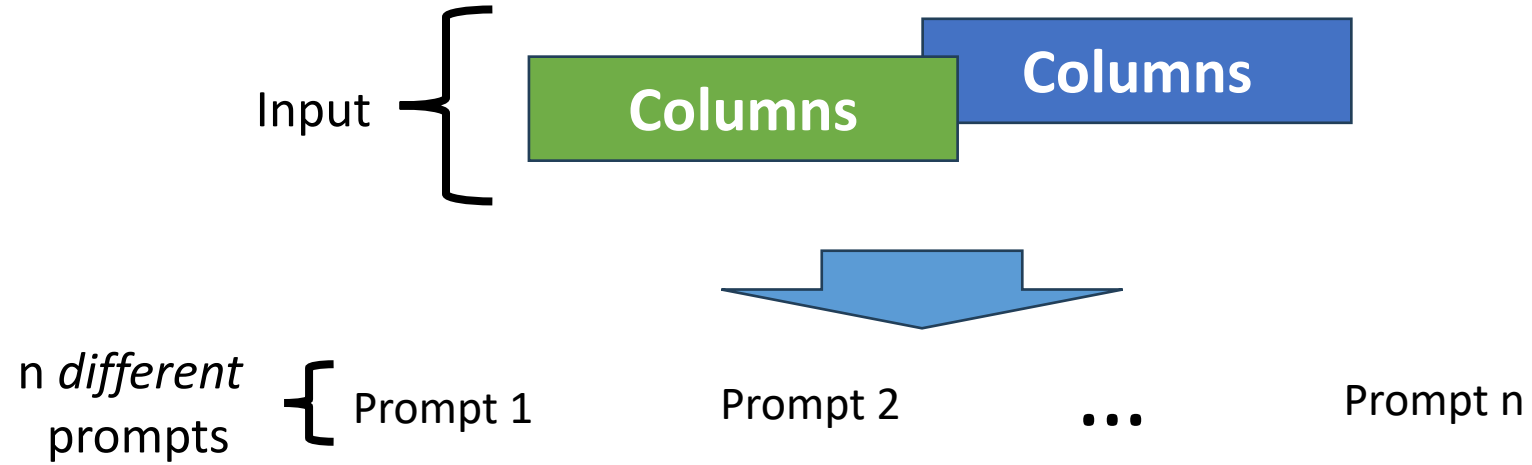 Input
Columns
Columns
n different
prompts
Prompt 1
Prompt 2
...
Prompt n